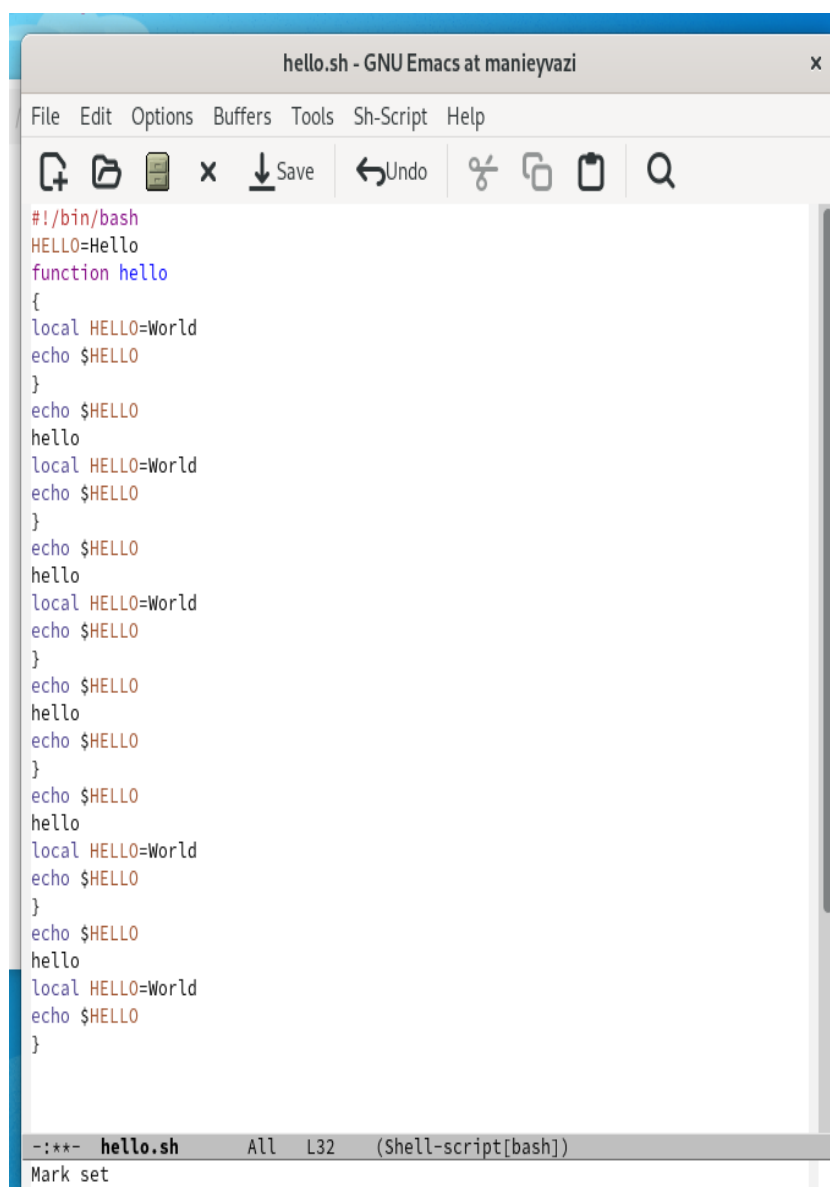 hello.sh - GNU Emacs at manieyvazi
File Edit Options Buffers Tools Sh-Script Help
Save Undo
#!/bin/bash
HELLO=Hello
function hello
{
local HELLO=World
echo $HELLO
}
echo $HELLO
hello
local HELLO=World
echo $HELLO
}
echo $HELLO
hello
local HELLO=World
echo $HELLO
}
echo $HELLO
hello
echo $HELLO
}
echo $HELLO
hello
local HELLO=World
echo $HELLO
}
echo $HELLO
hello
local HELLO=World
echo $HELLO
}
-:**- hello.sh All L32 (Shell-script[bash])
Mark set